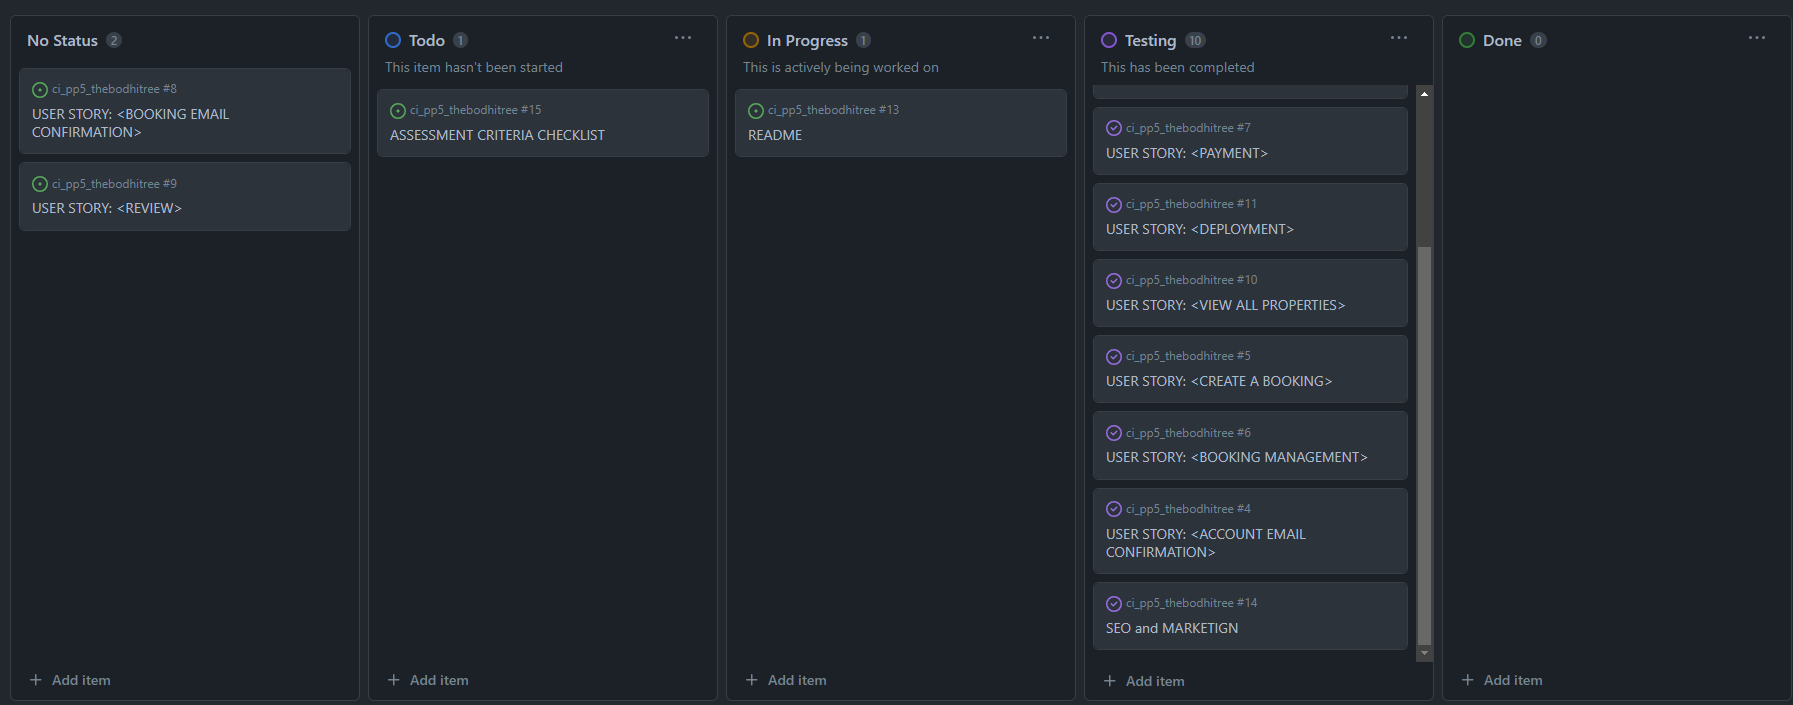 No Status 2
ci_pp5_thebodhitree #8
USER STORY: <BOOKING EMAIL
CONFIRMATION>
ci_pp5_thebodhitree #9
USER STORY: <REVIEW>
+ Add item
Todo 1
This item hasn't been started
ci_pp5_thebodhitree #15
ASSESSMENT CRITERIA CHECKLIST
+ Add item
In Progress 1
This is actively being worked on
ci_pp5_thebodhitree #13
README
+ Add item
Testing 10
This has been completed
ci_pp5_thebodhitree #7
USER STORY: <PAYMENT>
ci_pp5_thebodhitree #11
USER STORY: <DEPLOYMENT>
ci_pp5_thebodhitree #10
USER STORY: <VIEW ALL PROPERTIES>
ci_pp5_thebodhitree #5
USER STORY: <CREATE A BOOKING>
ci_pp5_thebodhitree #6
USER STORY: <BOOKING MANAGEMENT>
ci_pp5_thebodhitree #4
USER STORY: <ACCOUNT EMAIL
CONFIRMATION>
ci_pp5_thebodhitree #14
SEO and MARKETIGN
+ Add item
Done 0
+ Add item